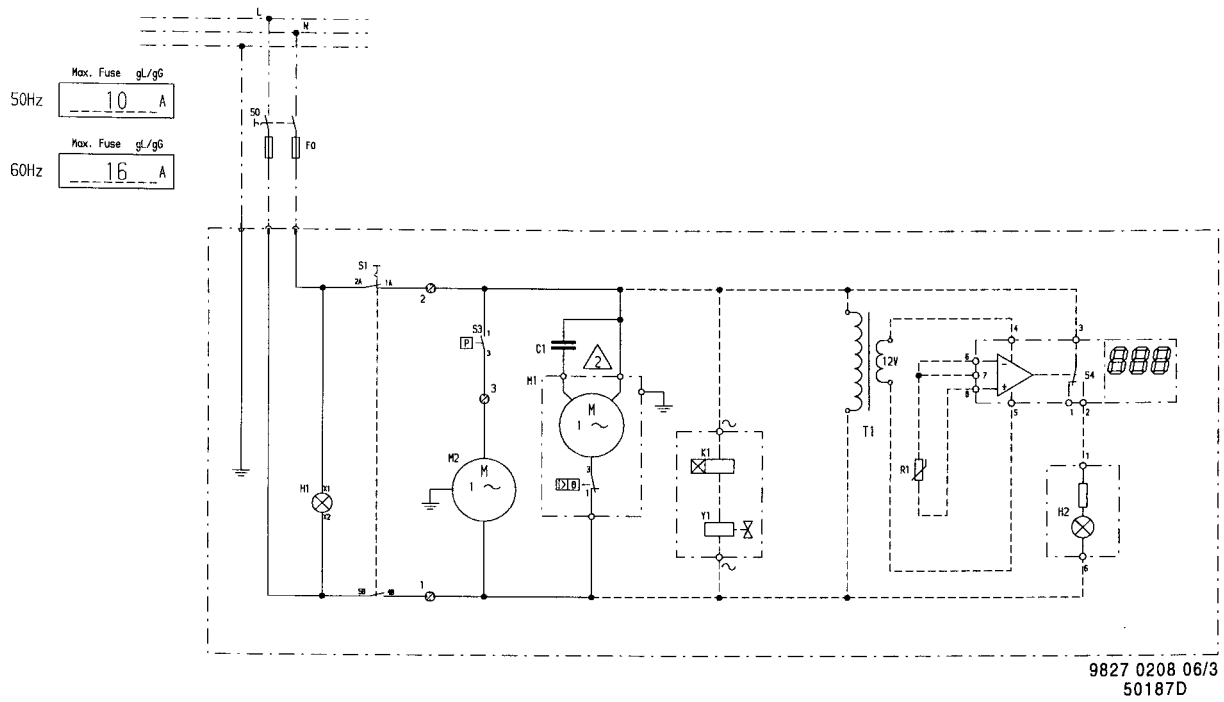 L
N
Max. Fuse gL/gG
50Hz 10 A
Max. Fuse gL/gG
60Hz 16 A
S0
F0
S1
2A 1A
2
S3 1
P
3
3
C1
2
M1
M
1 ~
M2
M
1 ~
3
1
H1 X1
X2
K1
Y1
~
~
T1
12V
4
3
6
7
8
-
+
S4
888
5
1 2
R1
1
H2
6
5B 4B
1
9827 0208 06/3
50187D